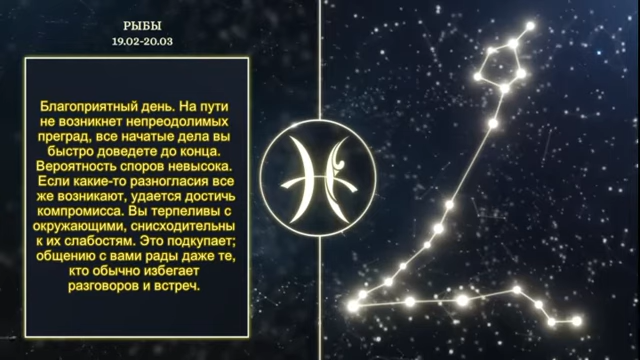 РЫБЫ
19.02-20.03
Благоприятный день. На пути
не возникнет непреодолимых
преград, все начатые дела вы
быстро доведете до конца.
Вероятность споров невысока.
Если какие-то разногласия все
же возникают, удается достичь
компромисса. Вы терпеливы с
окружающими, снисходительны
к их слабостям. Это подкупает;
общению с вами рады даже те,
кто обычно избегает
разговоров и встреч.